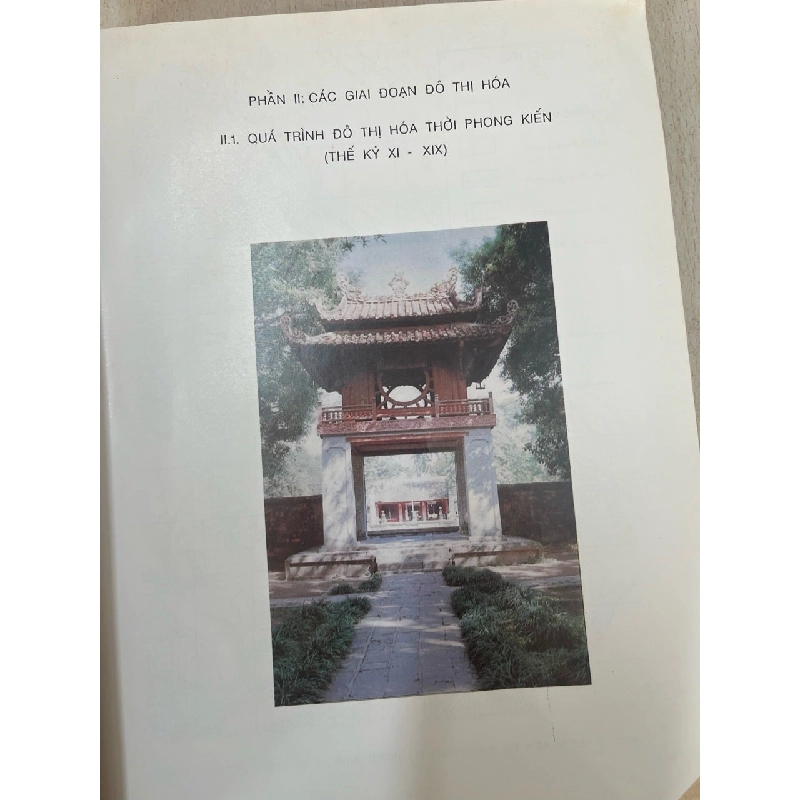 PHẦN II: CÁC GIAI ĐOẠN ĐÔ THỊ HÓA
II.1. QUÁ TRÌNH ĐÔ THỊ HÓA THỜI PHONG KIẾN
(THẾ KỶ XI - XIX)